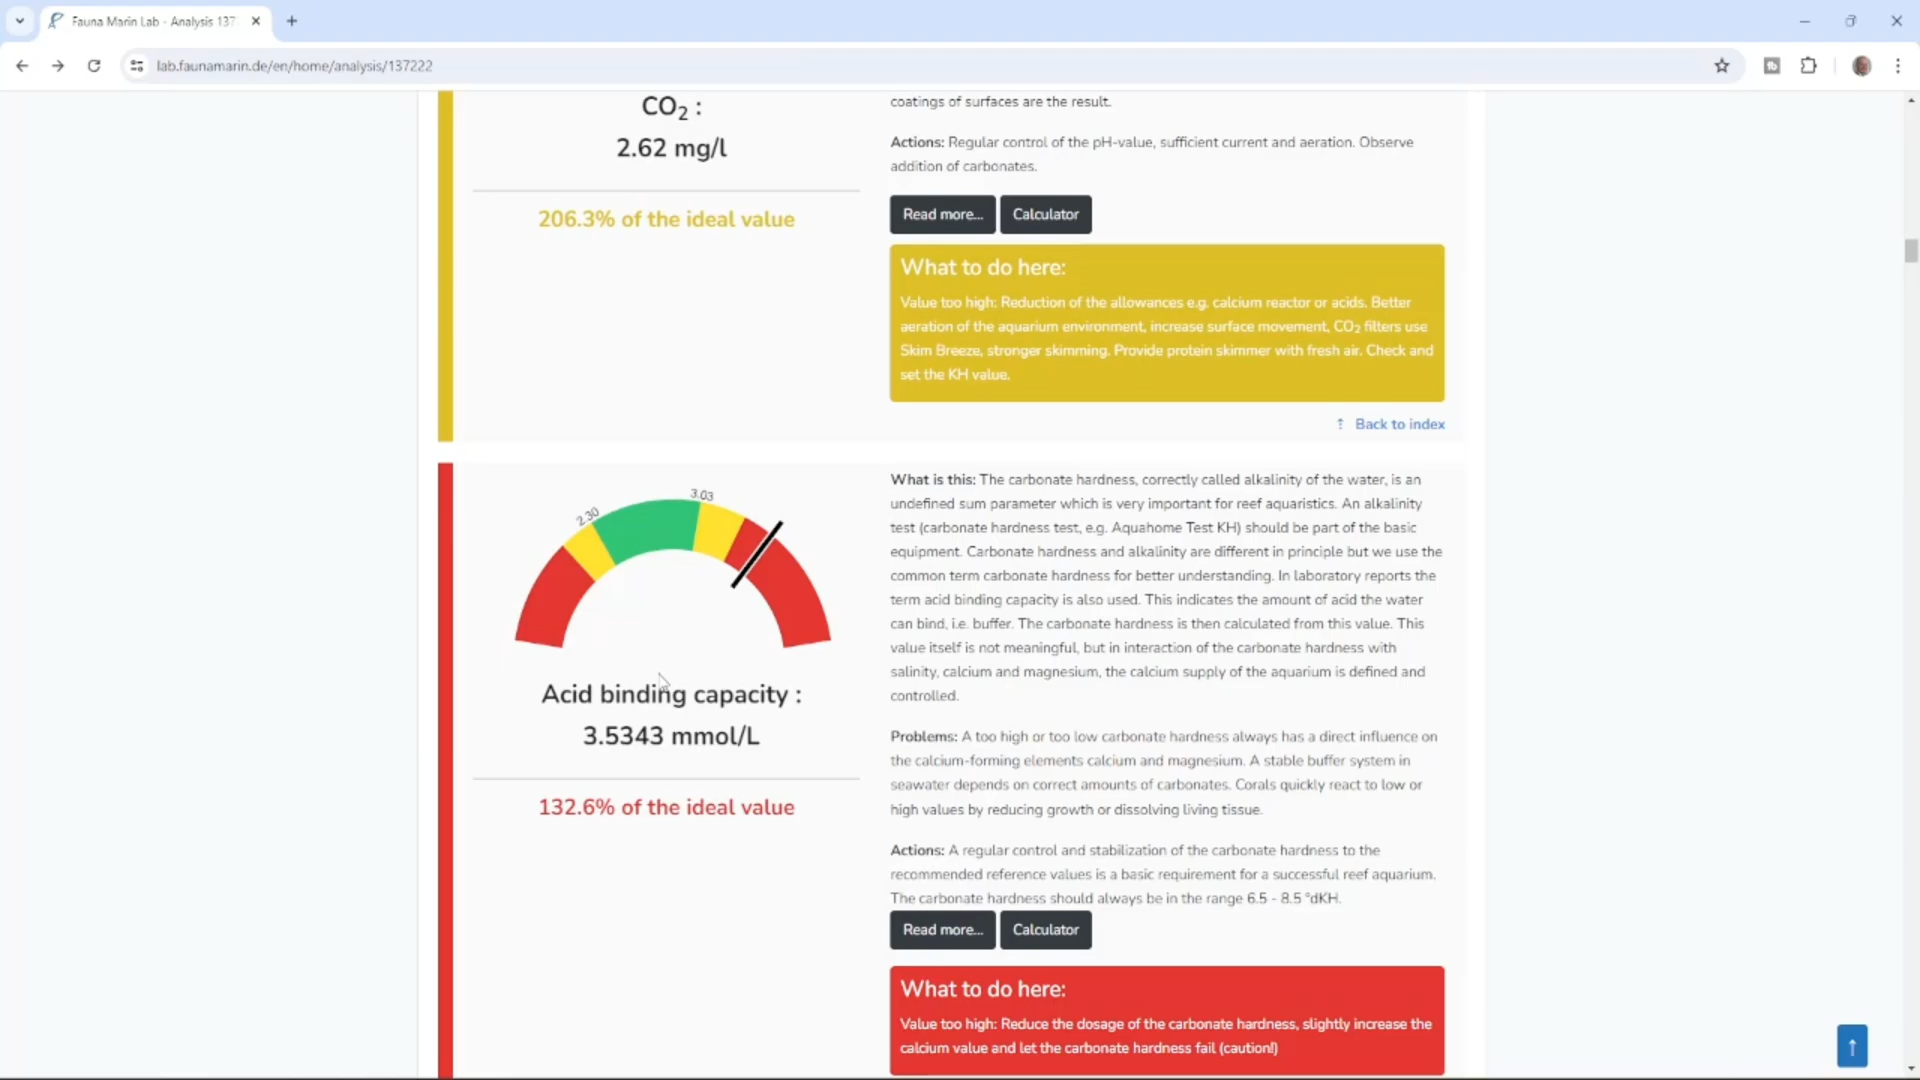 Fauna Marin Lab - Analysis 137
lab.faunamarin.de/en/home/analysis/137222
CO₂ :
2.62 mg/l
206.3% of the ideal value
coatings of surfaces are the result.
Actions: Regular control of the pH-value, sufficient current and aeration. Observe
addition of carbonates.
Read more...
Calculator
What to do here:
Value too high: Reduction of the allowances e.g. calcium reactor or acids. Better
aeration of the aquarium environment, increase surface movement, CO₂ filters use
Skim Breeze, stronger skimming. Provide protein skimmer with fresh air. Check and
set the KH value.
↑ Back to index
2.30
3.03
Acid binding capacity :
3.5343 mmol/L
132.6% of the ideal value
What is this: The carbonate hardness, correctly called alkalinity of the water, is an
undefined sum parameter which is very important for reef aquaristics. An alkalinity
test (carbonate hardness test, e.g. Aquahome Test KH) should be part of the basic
equipment. Carbonate hardness and alkalinity are different in principle but we use the
common term carbonate hardness for better understanding. In laboratory reports the
term acid binding capacity is also used. This indicates the amount of acid the water
can bind, i.e. buffer. The carbonate hardness is then calculated from this value. This
value itself is not meaningful, but in interaction of the carbonate hardness with
salinity, calcium and magnesium, the calcium supply of the aquarium is defined and
controlled.
Problems: A too high or too low carbonate hardness always has a direct influence on
the calcium-forming elements calcium and magnesium. A stable buffer system in
seawater depends on correct amounts of carbonates. Corals quickly react to low or
high values by reducing growth or dissolving living tissue.
Actions: A regular control and stabilization of the carbonate hardness to the
recommended reference values is a basic requirement for a successful reef aquarium.
The carbonate hardness should always be in the range 6.5 - 8.5 °dKH.
Read more...
Calculator
What to do here:
Value too high: Reduce the dosage of the carbonate hardness, slightly increase the
calcium value and let the carbonate hardness fail (caution!)